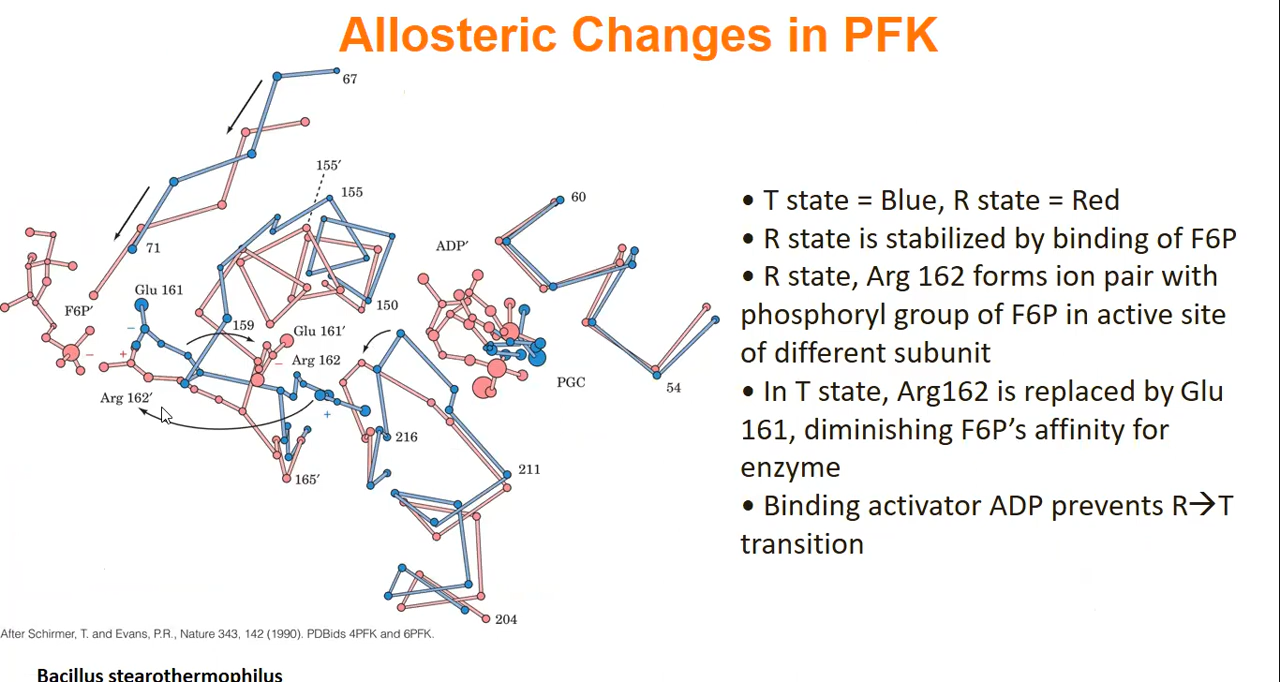 Allosteric Changes in PFK
67
155′
155
60
71
ADP′
F6P′
Glu 161
150
159
Glu 161′
−
−
−
+
Arg 162
PGC
54
Arg 162′
+
216
211
165′
204
• T state = Blue, R state = Red
• R state is stabilized by binding of F6P
• R state, Arg 162 forms ion pair with
phosphoryl group of F6P in active site
of different subunit
• In T state, Arg162 is replaced by Glu
161, diminishing F6P’s affinity for
enzyme
• Binding activator ADP prevents R→T
transition
After Schirmer, T. and Evans, P.R., Nature 343, 142 (1990). PDBids 4PFK and 6PFK.
Bacillus stearothermophilus